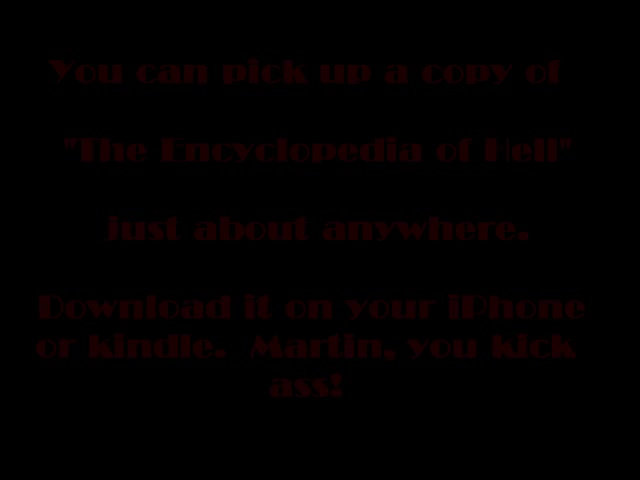 You can pick up a copy of
"The Encyclopedia of Hell"
just about anywhere.
Download it on your iPhone
or kindle.  Martin, you kick
ass!